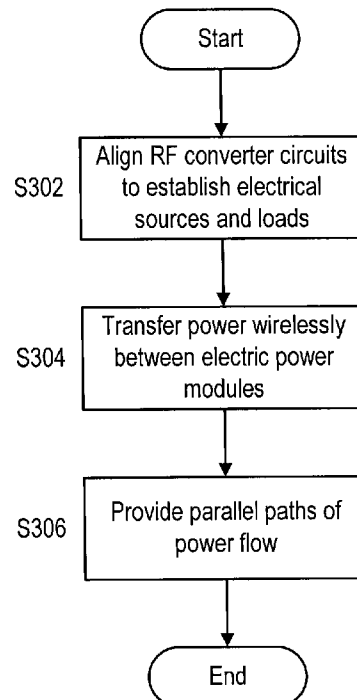 Start
S302
Align RF converter circuits
to establish electrical
sources and loads
S304
Transfer power wirelessly
between electric power
modules
S306
Provide parallel paths of
power flow
End